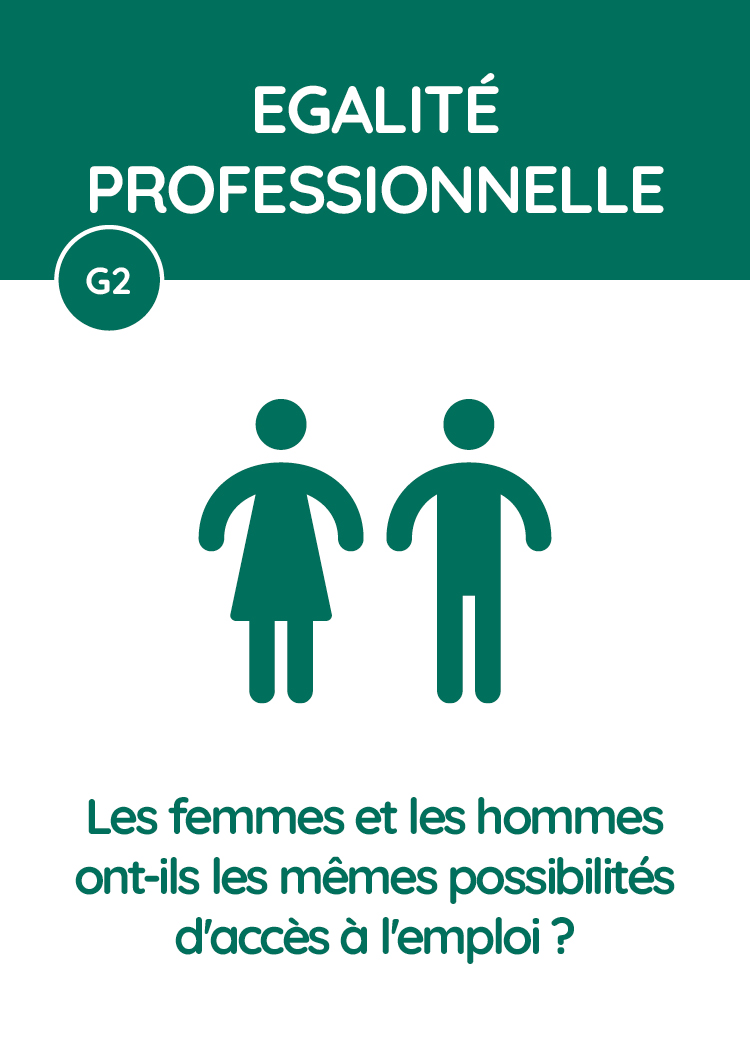 EGALITÉ
PROFESSIONNELLE
G2
Les femmes et les hommes
ont-ils les mêmes possibilités
d'accès à l'emploi ?